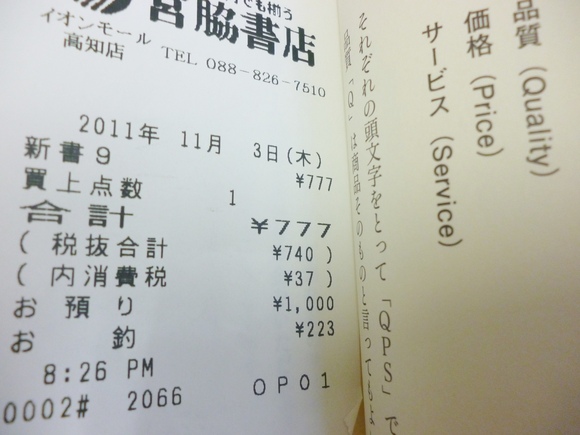 でも揃う
宮脇書店
イオンモール TEL 088-826-7510
高知店
2011年 11月 3日(木)
新書9 ¥777
買上点数 1
合計 ¥777
( 税抜合計 ¥740 )
( 内消費税 ¥37 )
お預り ¥1,000
お釣 ¥223
8:26 PM
0002# 2066 OP01
品質 (Quality)
価格 (Price)
サービス (Service)
それぞれの頭文字をとって「QPS」で
品質「Q」は商品そのものと言っても